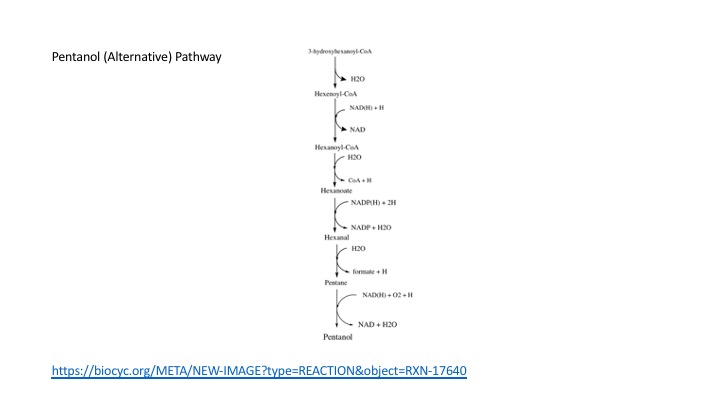 Pentanol (Alternative) Pathway
3-hydroxyhexanoyl-CoA
H2O
Hexenoyl-CoA
NAD(H) + H
NAD
Hexanoyl-CoA
H2O
CoA + H
Hexanoate
NADP(H) + 2H
NADP + H2O
Hexanal
H2O
formate + H
Pentane
NAD(H) + O2 + H
NAD + H2O
Pentanol
https://biocyc.org/META/NEW-IMAGE?type=REACTION&object=RXN-17640